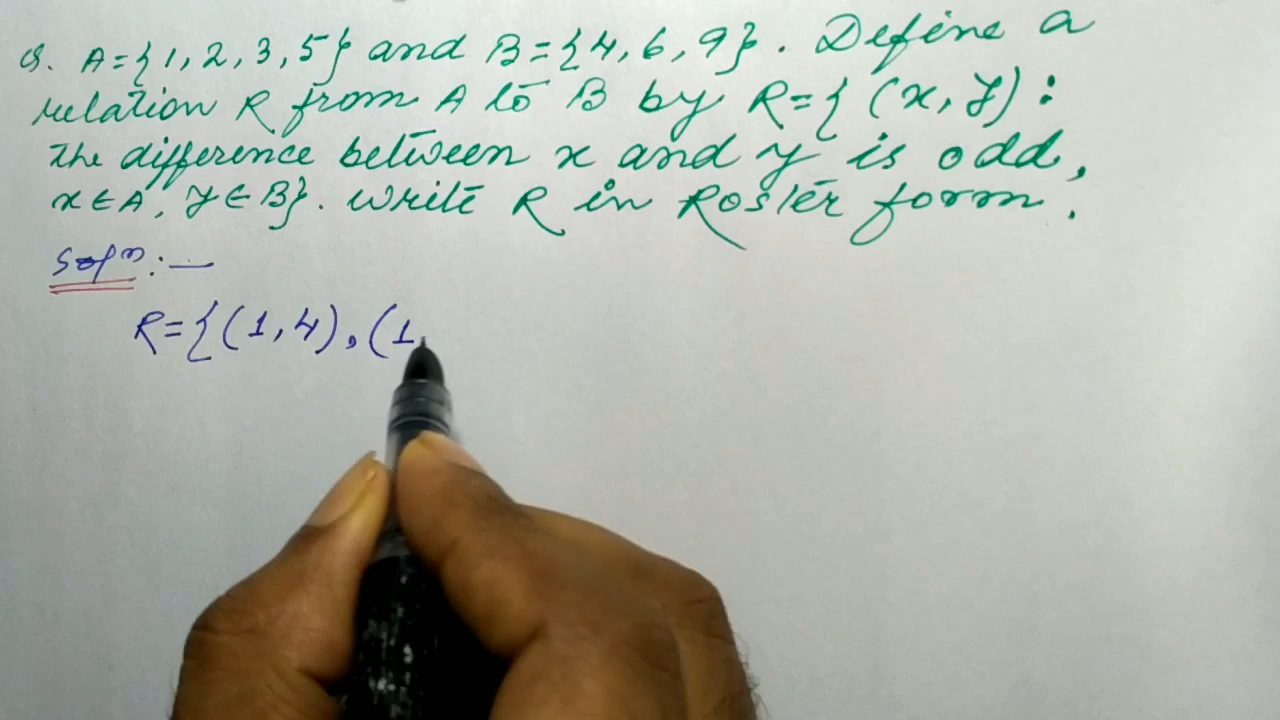 Q. A={1,2,3,5} and B={4,6,9}. Define a
relation R from A to B by R={(x,y):
The difference between x and y is odd,
x∈A, y∈B}. Write R in Roster form.
Solⁿ:—
R={(1,4),(1,